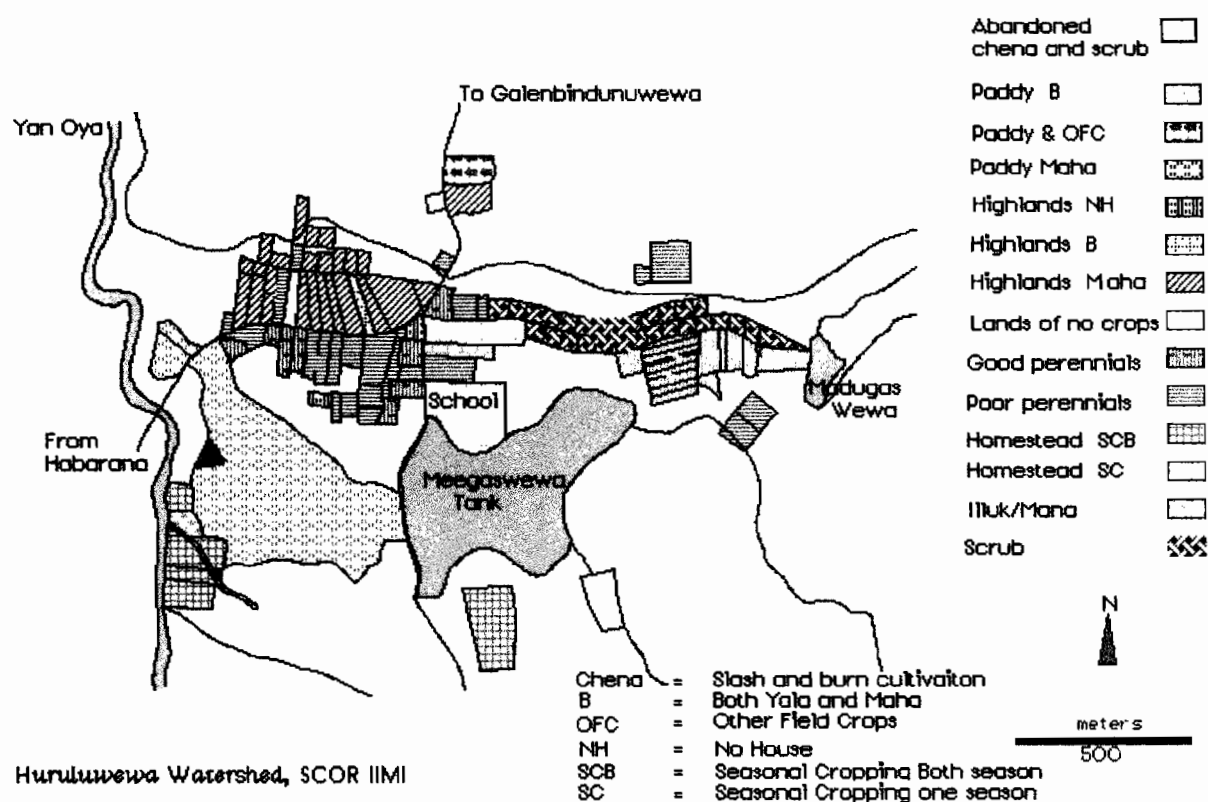 Abandoned
chena and scrub
Paddy B
Paddy & OFC
Paddy Maha
Highlands NH
Highlands B
Highlands Maha
Lands of no crops
Good perennials
Poor perennials
Homestead SCB
Homestead SC
Illuk/Mana
Scrub
To Galenbindunuwewa
Yan Oya
School
Madugas
Wewa
From
Habarana
Meegaswewa
Tank
N
Chena = Slash and burn cultivaiton
B = Both Yala and Maha
OFC = Other Field Crops
NH = No House
SCB = Seasonal Cropping Both season
SC = Seasonal Cropping one season
meters
500
Huruluwewa Watershed, SCOR IIMI